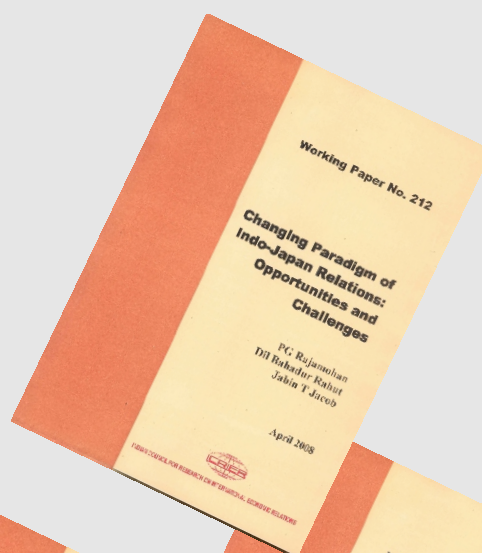 Working Paper No. 212
Changing Paradigm of
Indo-Japan Relations:
Opportunities and
Challenges
PG Rajamohan
Dil Bahadur Rahut
Jabin T Jacob
April 2008
ICRIER
INDIAN COUNCIL FOR RESEARCH ON INTERNATIONAL ECONOMIC RELATIONS